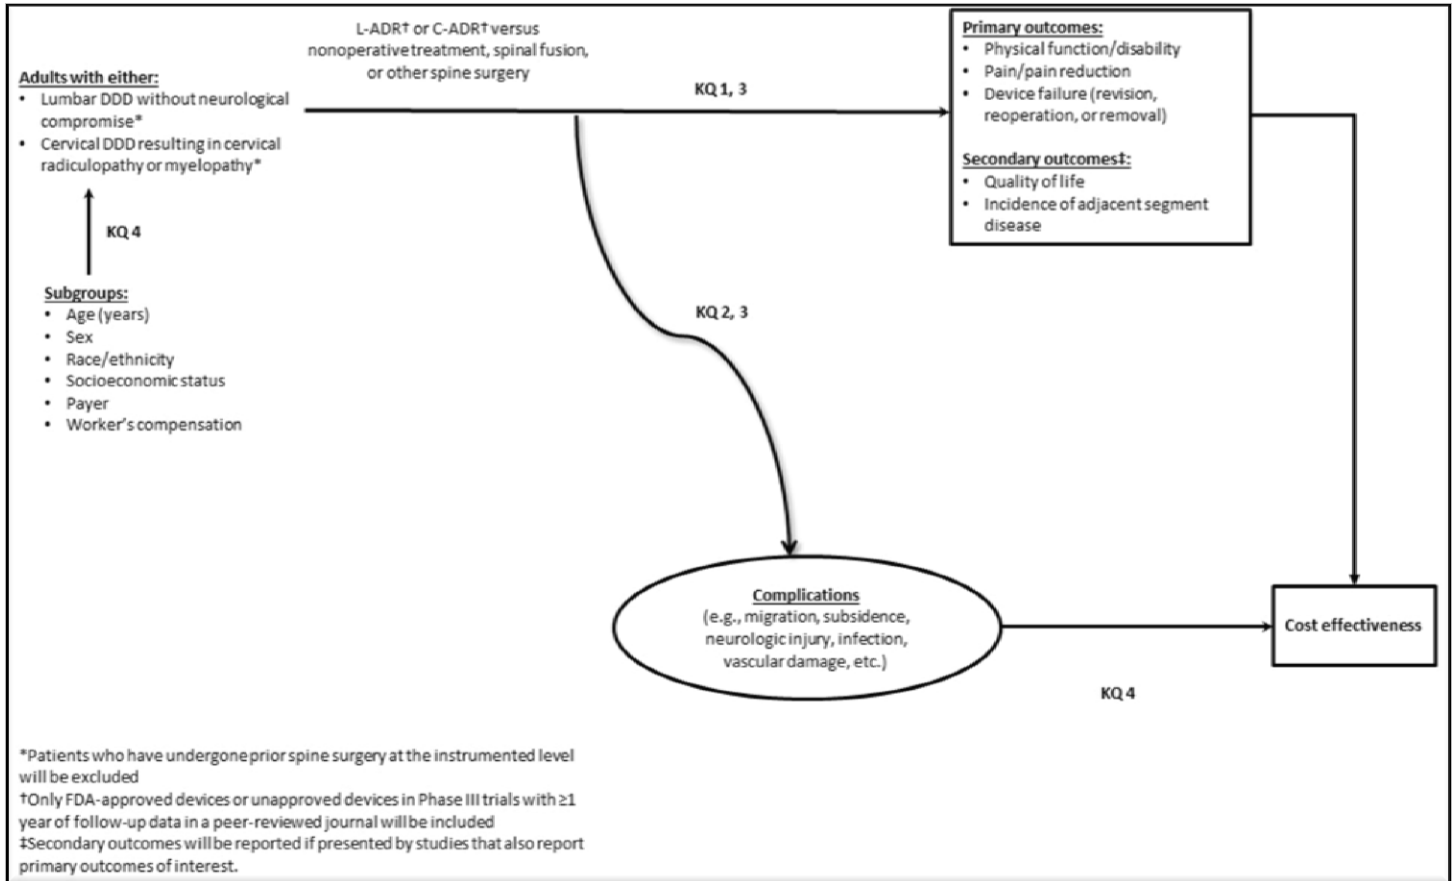 L-ADR† or C-ADR† versus
nonoperative treatment, spinal fusion,
or other spine surgery
Adults with either:
• Lumbar DDD without neurological
compromise*
• Cervical DDD resulting in cervical
radiculopathy or myelopathy*
KQ 1, 3
Primary outcomes:
• Physical function/disability
• Pain/pain reduction
• Device failure (revision,
reoperation, or removal)
Secondary outcomes‡:
• Quality of life
• Incidence of adjacent segment
disease
KQ 4
Subgroups:
• Age (years)
• Sex
• Race/ethnicity
• Socioeconomic status
• Payer
• Worker's compensation
KQ 2, 3
Complications
(e.g., migration, subsidence,
neurologic injury, infection,
vascular damage, etc.)
Cost effectiveness
KQ 4
*Patients who have undergone prior spine surgery at the instrumented level
will be excluded
†Only FDA-approved devices or unapproved devices in Phase III trials with ≥1
year of follow-up data in a peer-reviewed journal will be included
‡Secondary outcomes will be reported if presented by studies that also report
primary outcomes of interest.